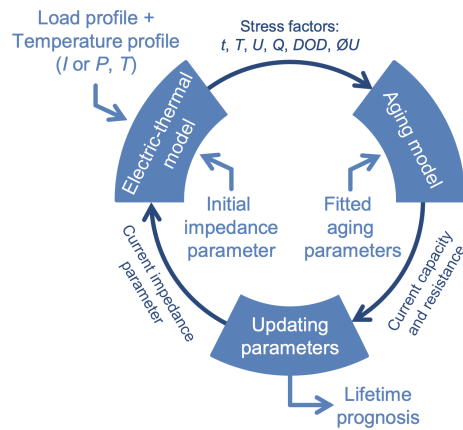 Load profile +
Temperature profile
(I or P, T)
Stress factors:
t, T, U, Q, DOD, ØU
Electric-thermal
model
Aging model
Initial
impedance
parameter
Fitted
aging
parameters
Current impedance
parameter
Current capacity
and resistance
Updating
parameters
Lifetime
prognosis